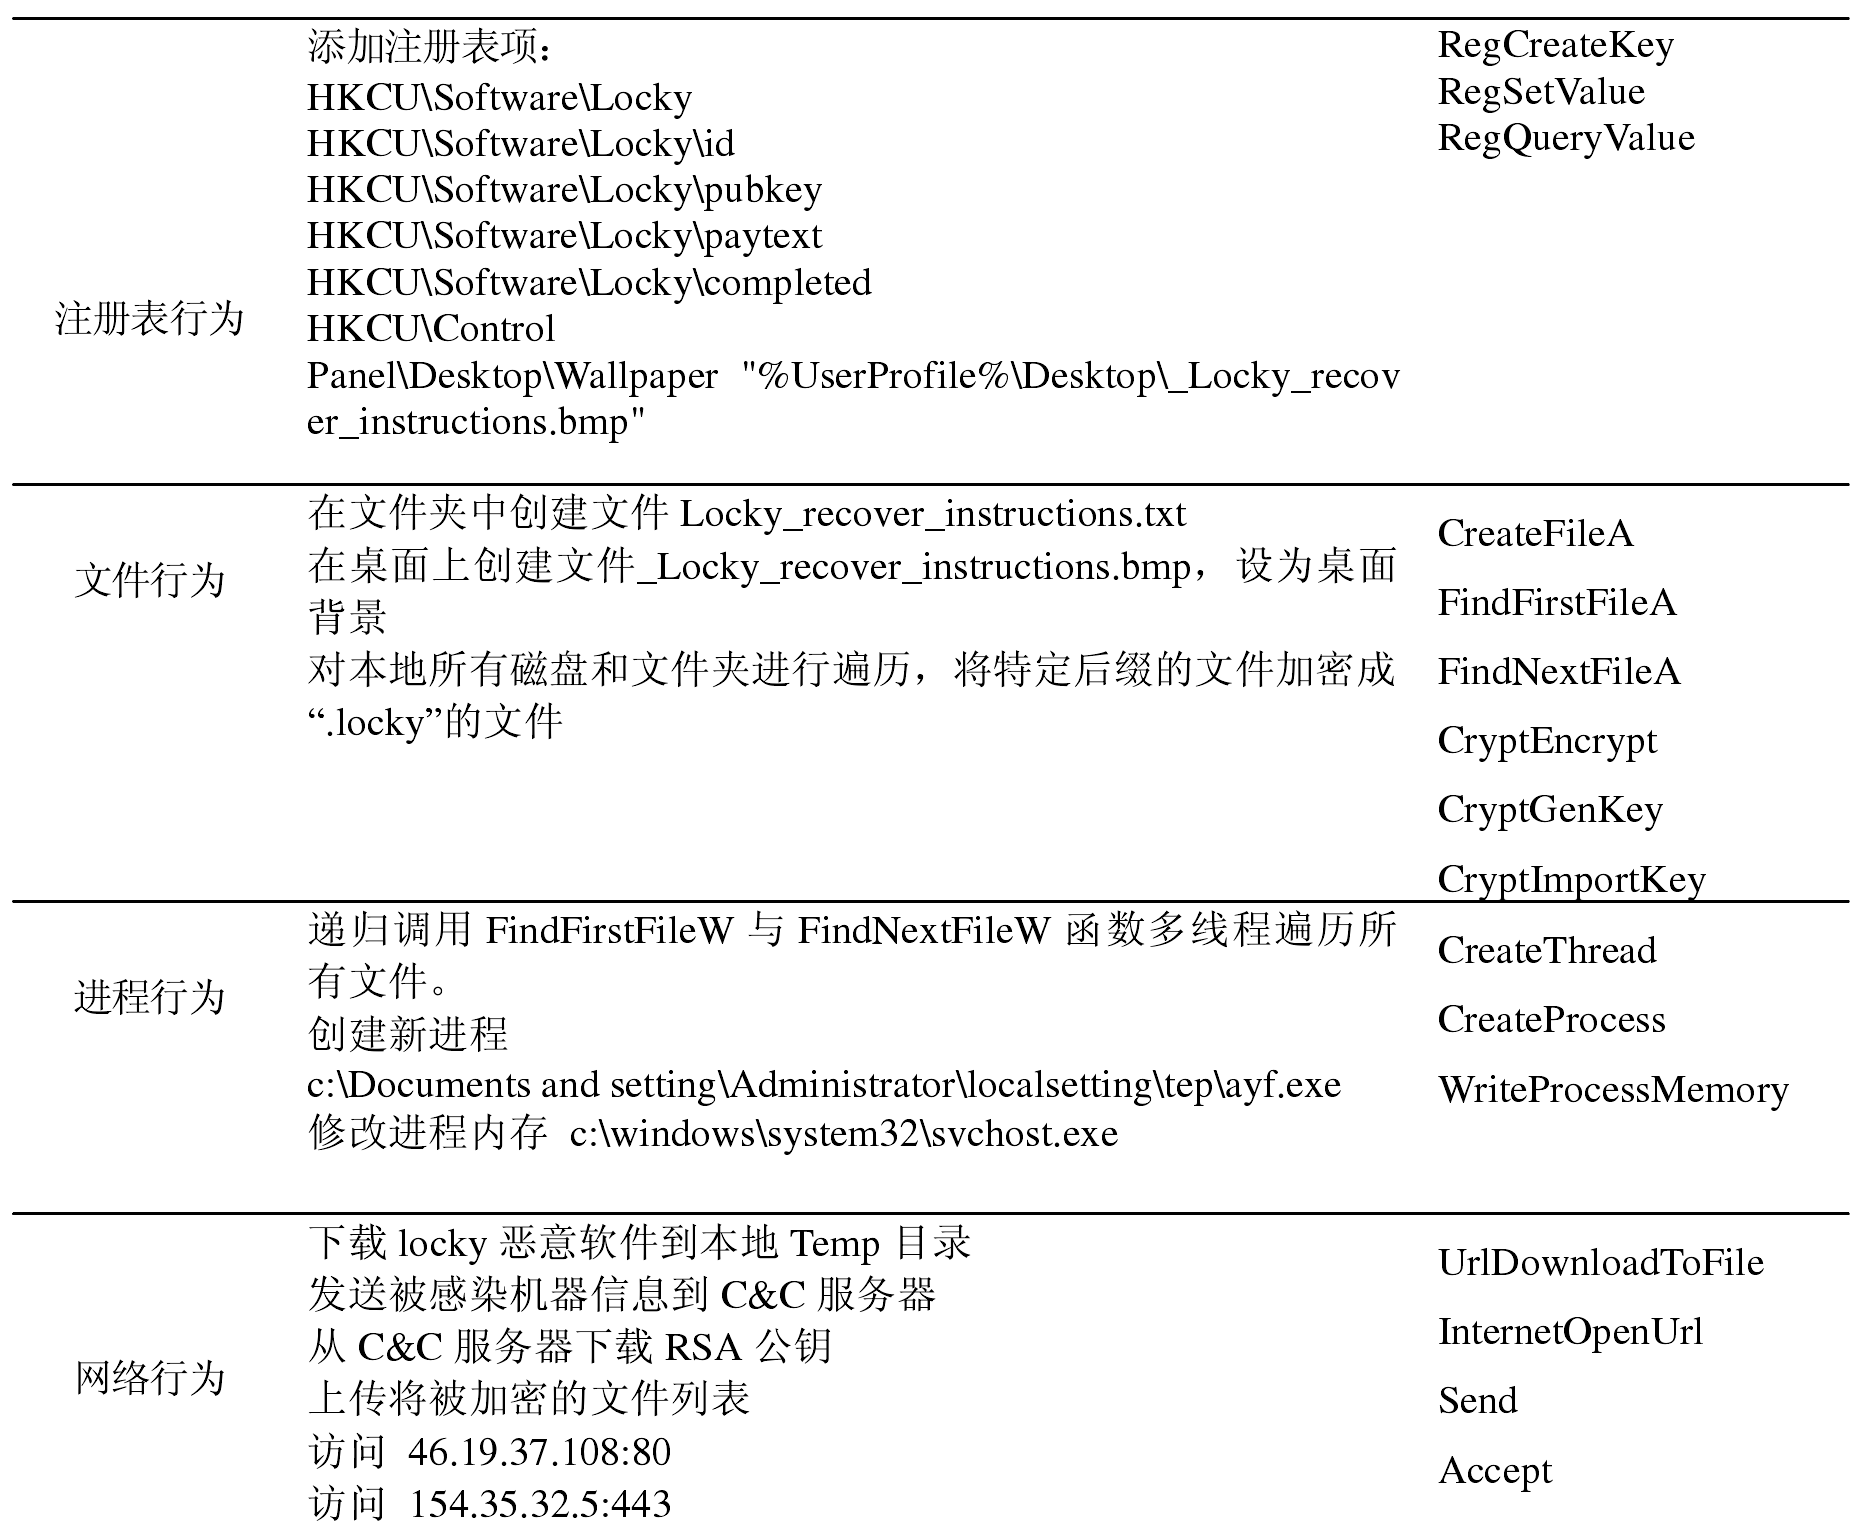 添加注册表项：
HKCU\Software\Locky
HKCU\Software\Locky\id
HKCU\Software\Locky\pubkey
HKCU\Software\Locky\paytext
HKCU\Software\Locky\completed
注册表行为
HKCU\Control
Panel\Desktop\Wallpaper "%UserProfile%\Desktop\_Locky_recov
er_instructions.bmp"
RegCreateKey
RegSetValue
RegQueryValue
文件行为
在文件夹中创建文件 Locky_recover_instructions.txt
在桌面上创建文件_Locky_recover_instructions.bmp，设为桌面
背景
对本地所有磁盘和文件夹进行遍历，将特定后缀的文件加密成
“.locky”的文件
CreateFileA
FindFirstFileA
FindNextFileA
CryptEncrypt
CryptGenKey
CryptImportKey
进程行为
递归调用 FindFirstFileW 与 FindNextFileW 函数多线程遍历所
有文件。
创建新进程
c:\Documents and setting\Administrator\localsetting\tep\ayf.exe
修改进程内存 c:\windows\system32\svchost.exe
CreateThread
CreateProcess
WriteProcessMemory
网络行为
下载 locky 恶意软件到本地 Temp 目录
发送被感染机器信息到 C&C 服务器
从 C&C 服务器下载 RSA 公钥
上传将被加密的文件列表
访问 46.19.37.108:80
访问 154.35.32.5:443
UrlDownloadToFile
InternetOpenUrl
Send
Accept